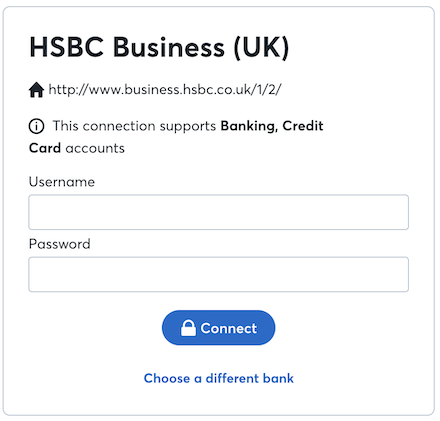 HSBC Business (UK)
http://www.business.hsbc.co.uk/1/2/
This connection supports Banking, Credit
Card accounts
Username
Password
Connect
Choose a different bank